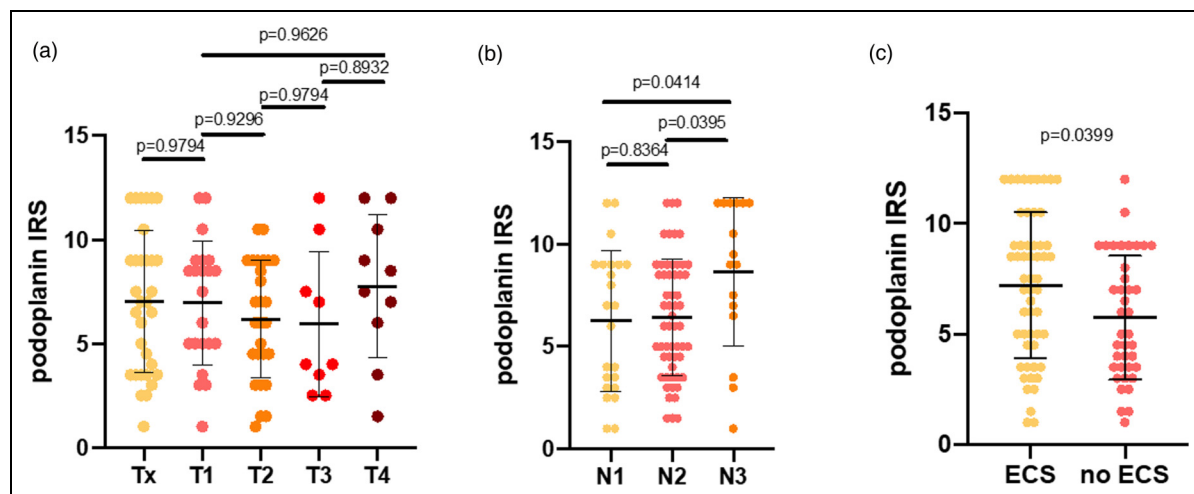 (a)
p=0.9626
p=0.8932
p=0.9794
p=0.9296
p=0.9794
podoplanin IRS
15
10
5
0
Tx T1 T2 T3 T4
(b)
p=0.0414
p=0.0395
p=0.8364
podoplanin IRS
15
10
5
0
N1 N2 N3
(c)
p=0.0399
podoplanin IRS
15
10
5
0
ECS no ECS